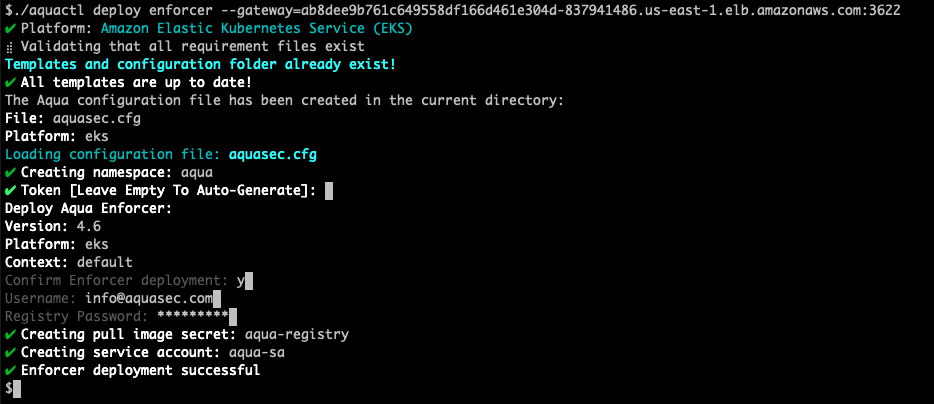 $./aquactl deploy enforcer --gateway=ab8dee9b761c649558df166d461e304d-837941486.us-east-1.elb.amazonaws.com:3622
✔ Platform: Amazon Elastic Kubernetes Service (EKS)
⣾ Validating that all requirement files exist
Templates and configuration folder already exist!
✔ All templates are up to date!
The Aqua configuration file has been created in the current directory:
File: aquasec.cfg
Platform: eks
Loading configuration file: aquasec.cfg
✔ Creating namespace: aqua
✔ Token [Leave Empty To Auto-Generate]:
Deploy Aqua Enforcer:
Version: 4.6
Platform: eks
Context: default
Confirm Enforcer deployment: y
Username: info@aquasec.com
Registry Password: *********
✔ Creating pull image secret: aqua-registry
✔ Creating service account: aqua-sa
✔ Enforcer deployment successful
$